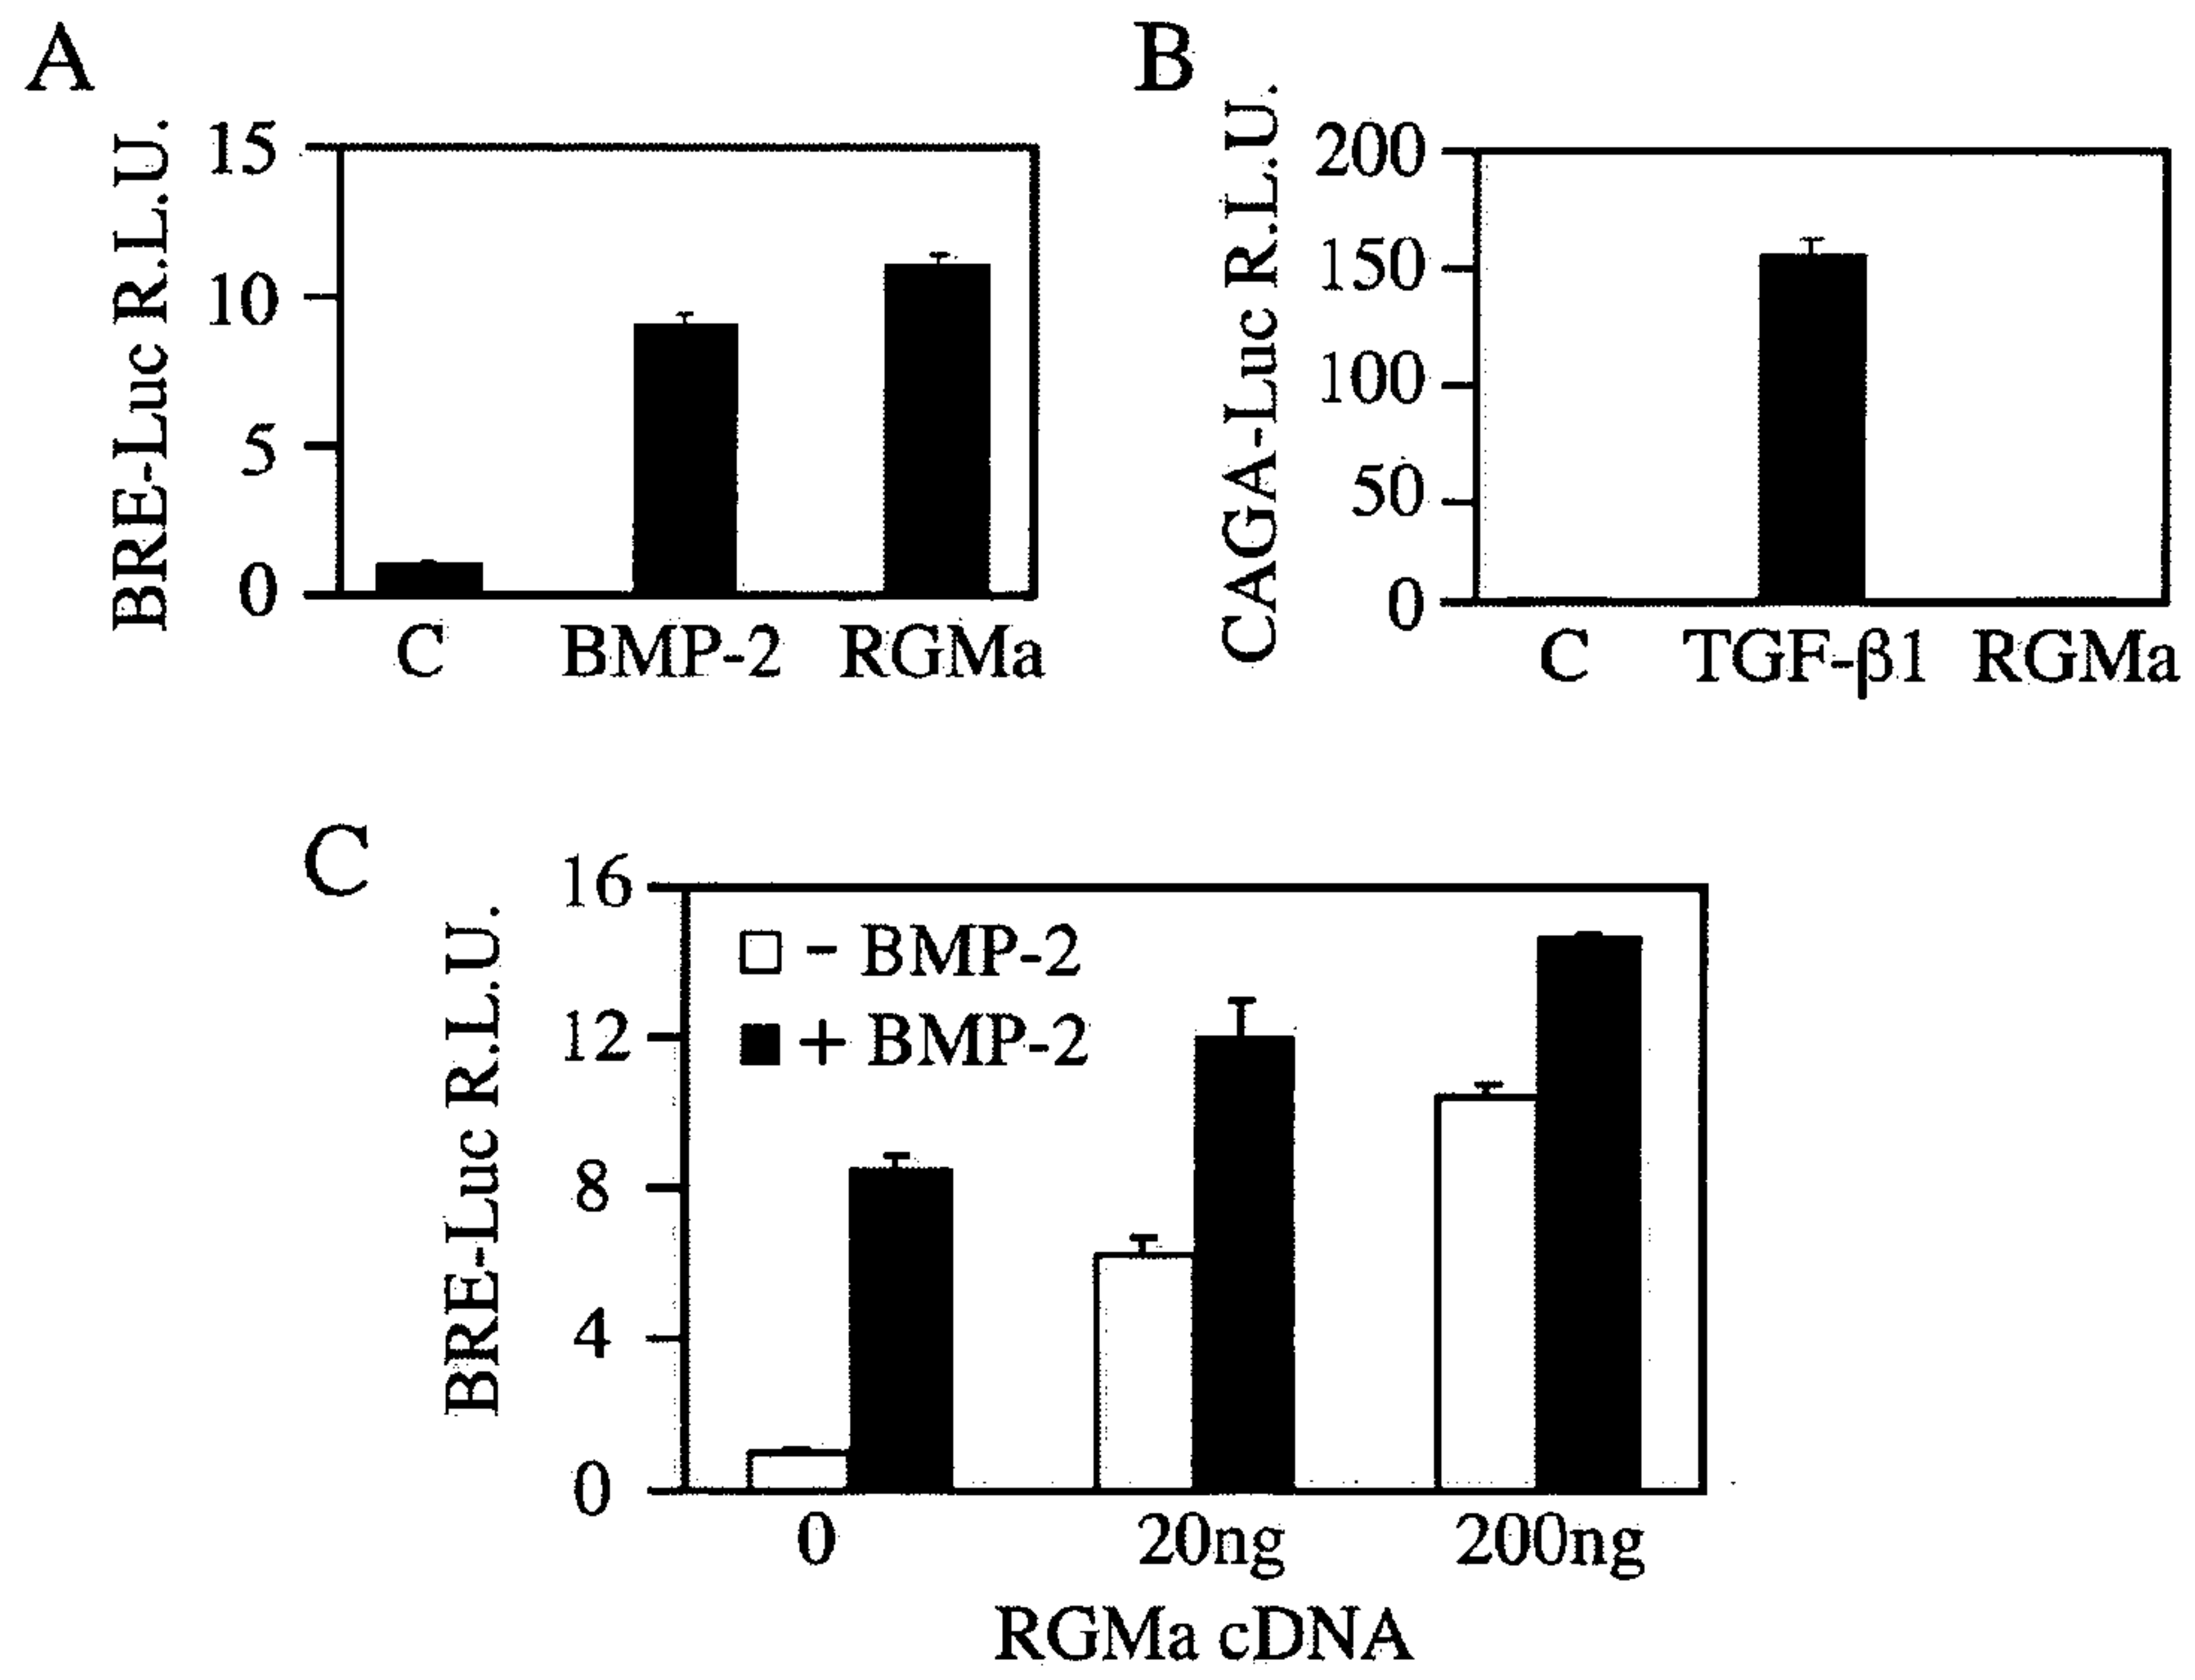 A
BRE-Luc R.L.U.
15
10
5
0
C BMP-2 RGMa
B
CAGA-Luc R.L.U.
200
150
100
50
0
C TGF-β1 RGMa
C
BRE-Luc R.L.U.
16
12
8
4
0
- BMP-2
+ BMP-2
0 20ng 200ng
RGMa cDNA